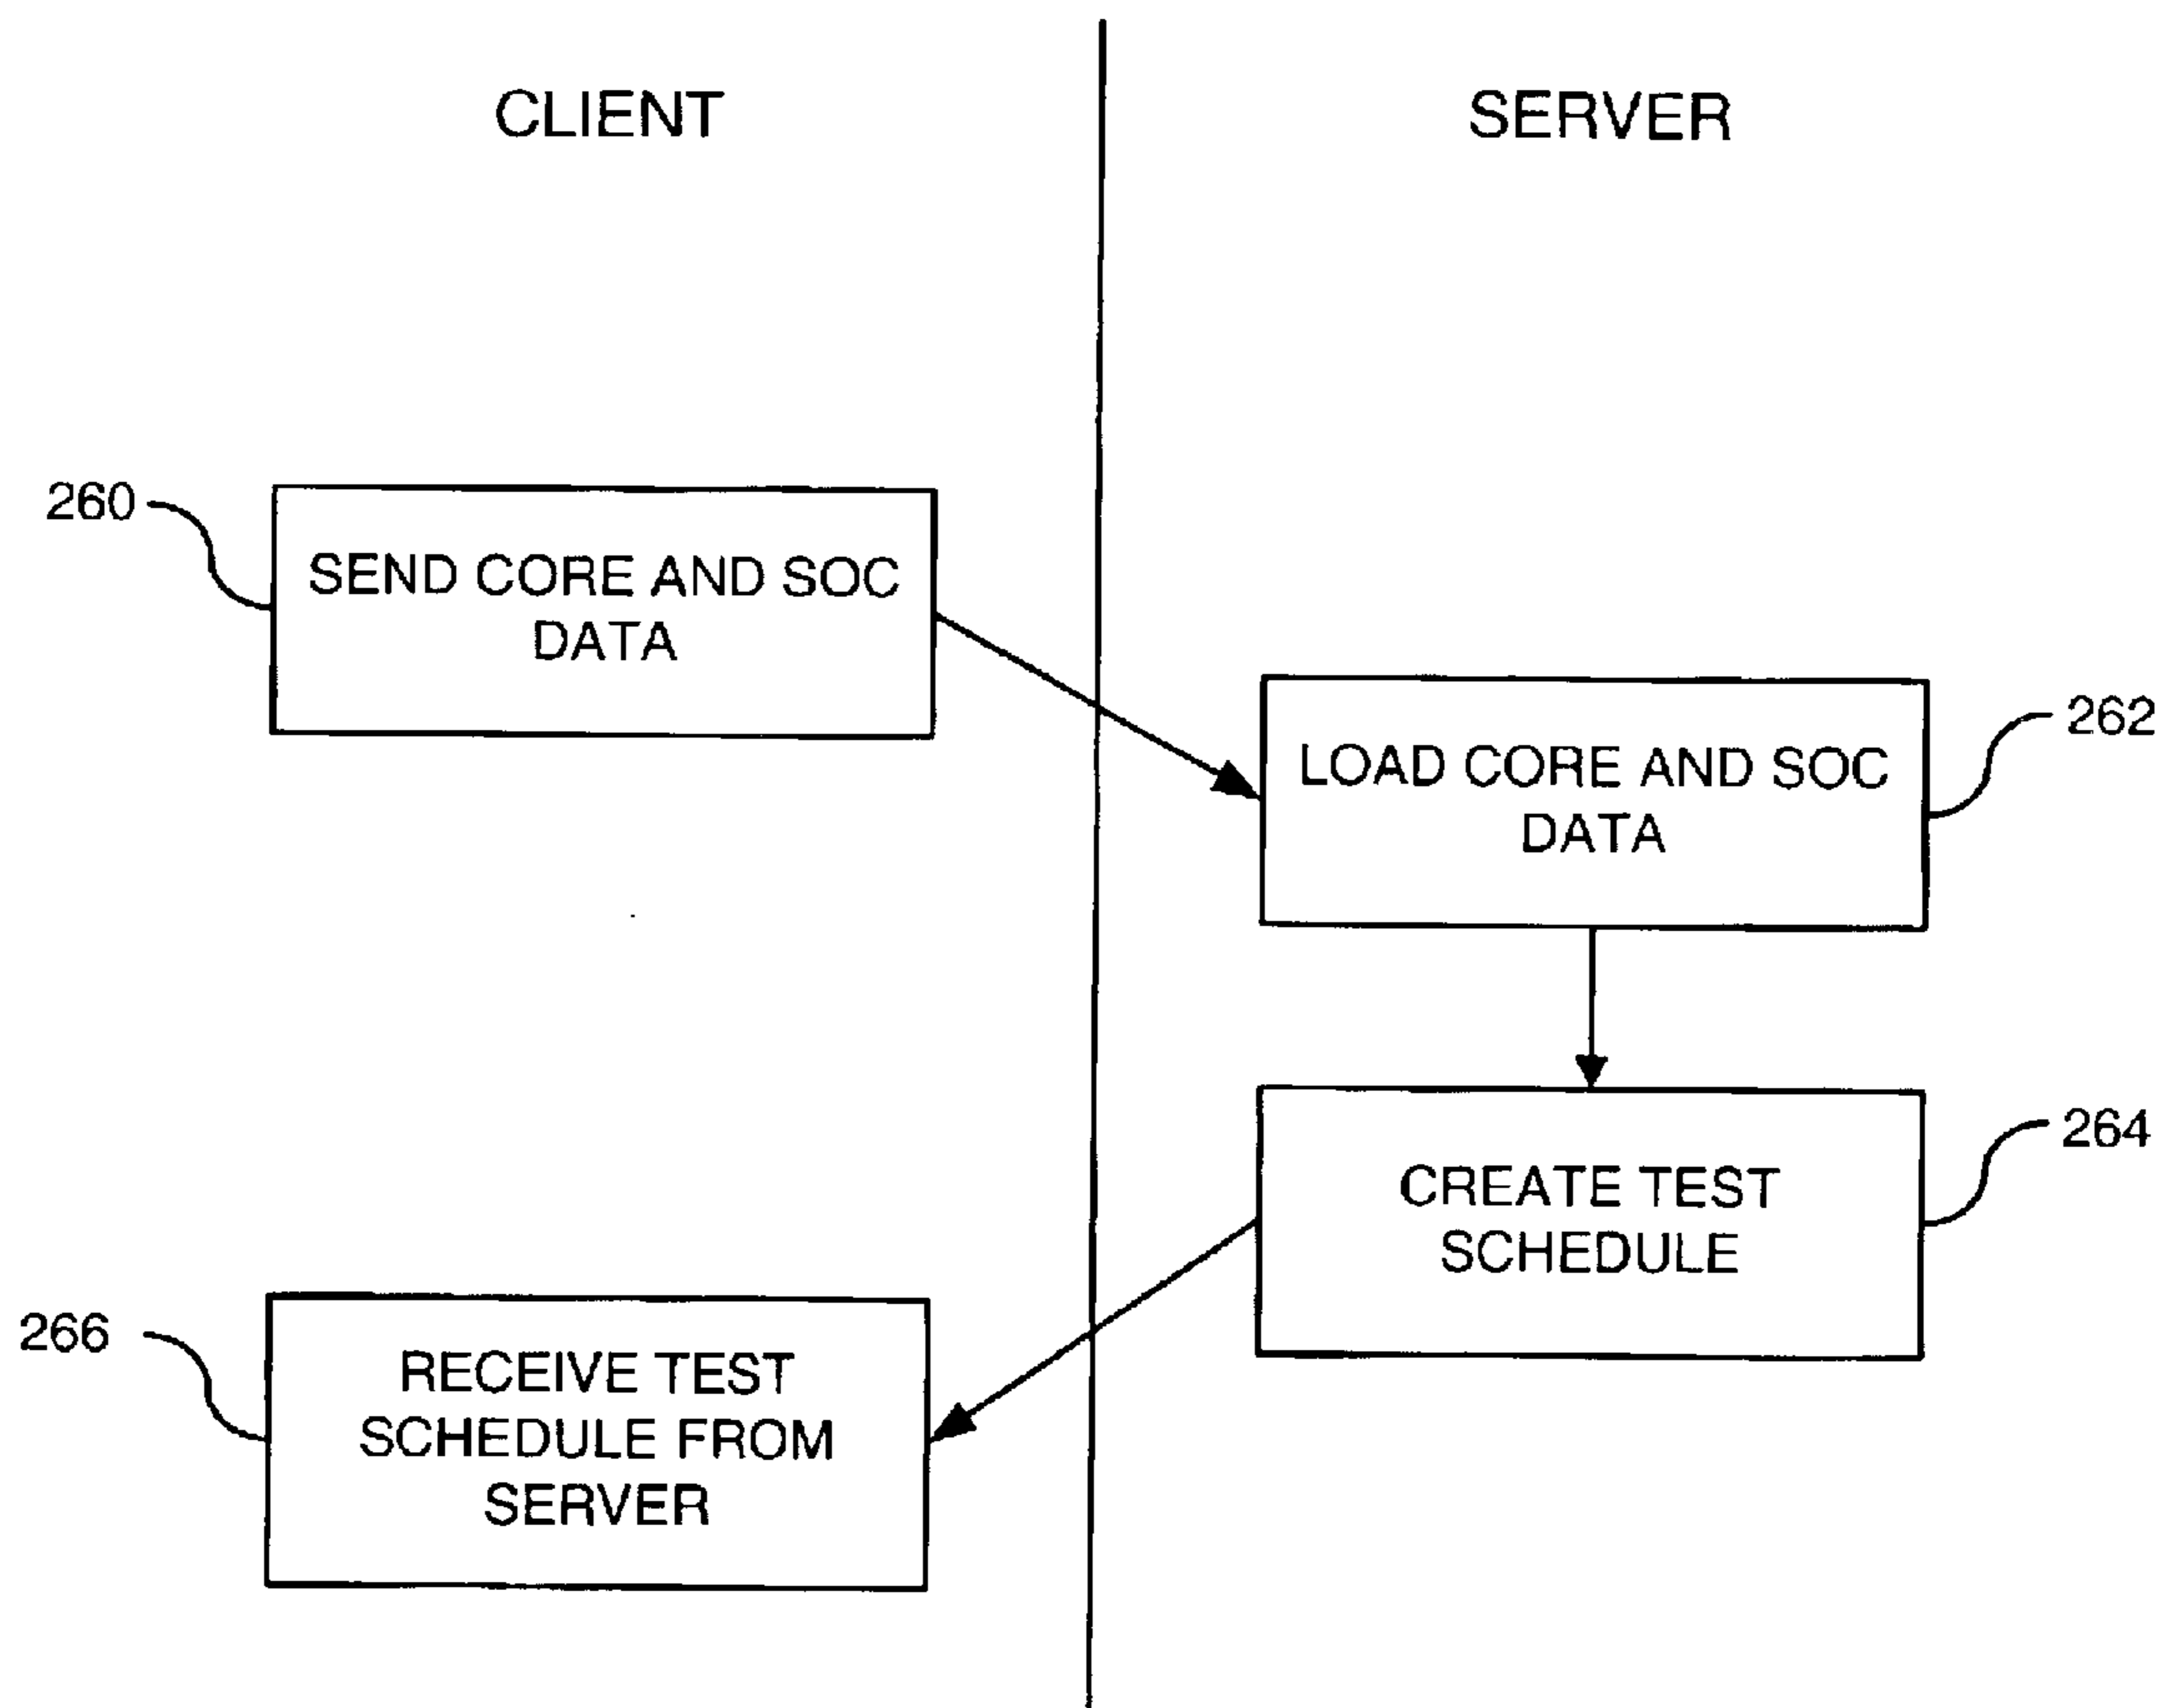 CLIENT
SERVER
260
SEND CORE AND SOC
DATA
262
LOAD CORE AND SOC
DATA
264
CREATE TEST
SCHEDULE
266
RECEIVE TEST
SCHEDULE FROM
SERVER